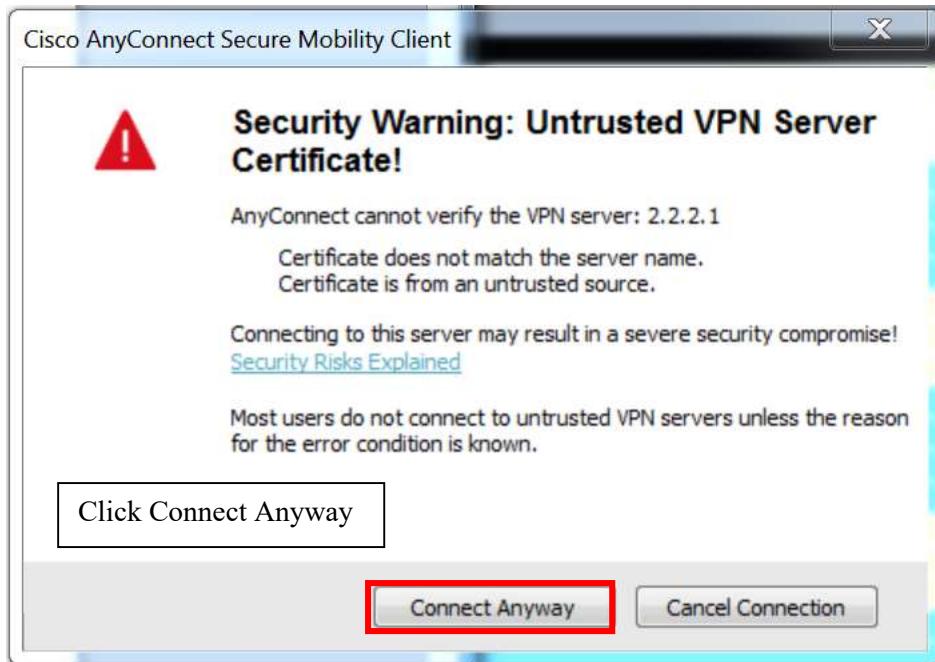 Cisco AnyConnect Secure Mobility Client
Security Warning: Untrusted VPN Server
Certificate!
AnyConnect cannot verify the VPN server: 2.2.2.1
Certificate does not match the server name.
Certificate is from an untrusted source.
Connecting to this server may result in a severe security compromise!
Security Risks Explained
Most users do not connect to untrusted VPN servers unless the reason
for the error condition is known.
Click Connect Anyway
Connect Anyway
Cancel Connection